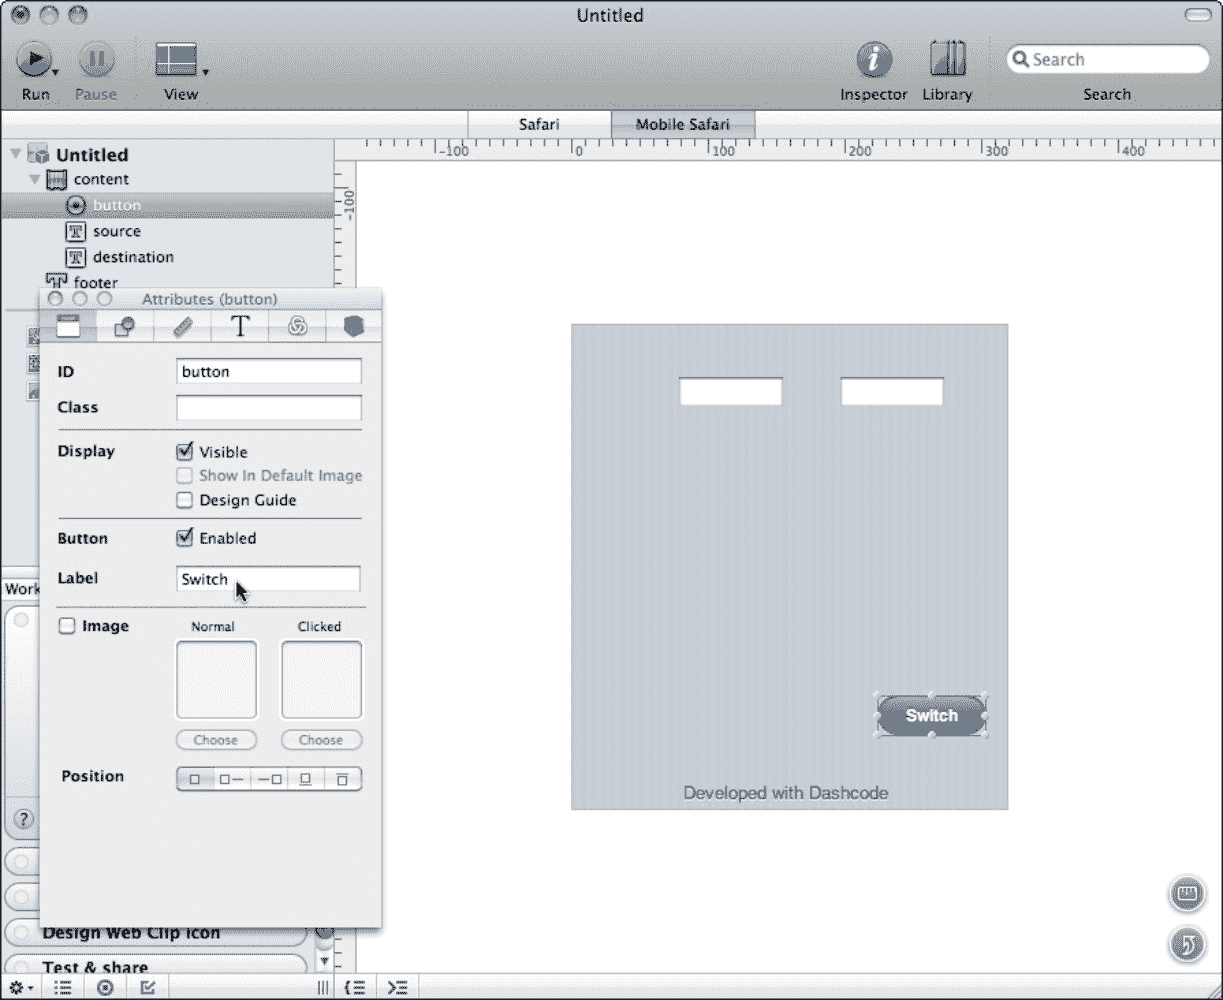 Untitled
Run
Pause
View
Inspector
Library
Search
Search
Safari
Mobile Safari
Untitled
content
button
source
destination
footer
-100
0
100
200
300
400
-100
Attributes (button)
ID
button
Class
Display
Visible
Show In Default Image
Design Guide
Button
Enabled
Label
Switch
Image
Normal
Clicked
Choose
Choose
Position
Work
?
Design Web Clip Icon
Test & share
Switch
Developed with Dashcode